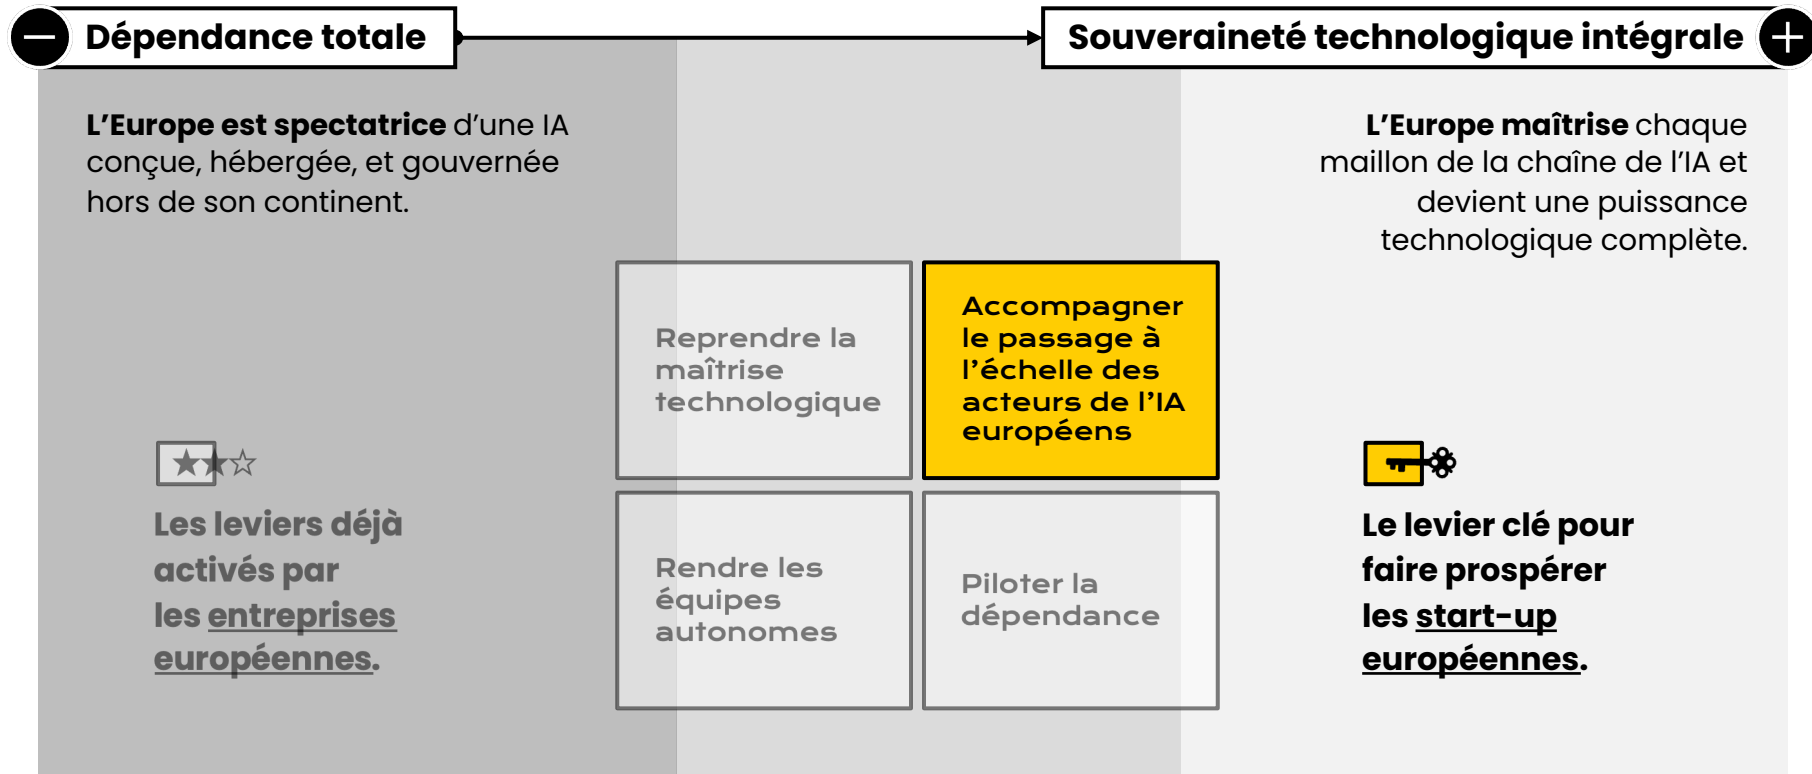 Dépendance totale
Souveraineté technologique intégrale
L’Europe est spectatrice d’une IA
conçue, hébergée, et gouvernée
hors de son continent.
L’Europe maîtrise chaque
maillon de la chaîne de l’IA et
devient une puissance
technologique complète.
Reprendre la
maîtrise
technologique
Accompagner
le passage à
l’échelle des
acteurs de l’IA
européens
Les leviers déjà
activés par
les entreprises
européennes.
Rendre les
équipes
autonomes
Piloter la
dépendance
Le levier clé pour
faire prospérer
les start-up
européennes.